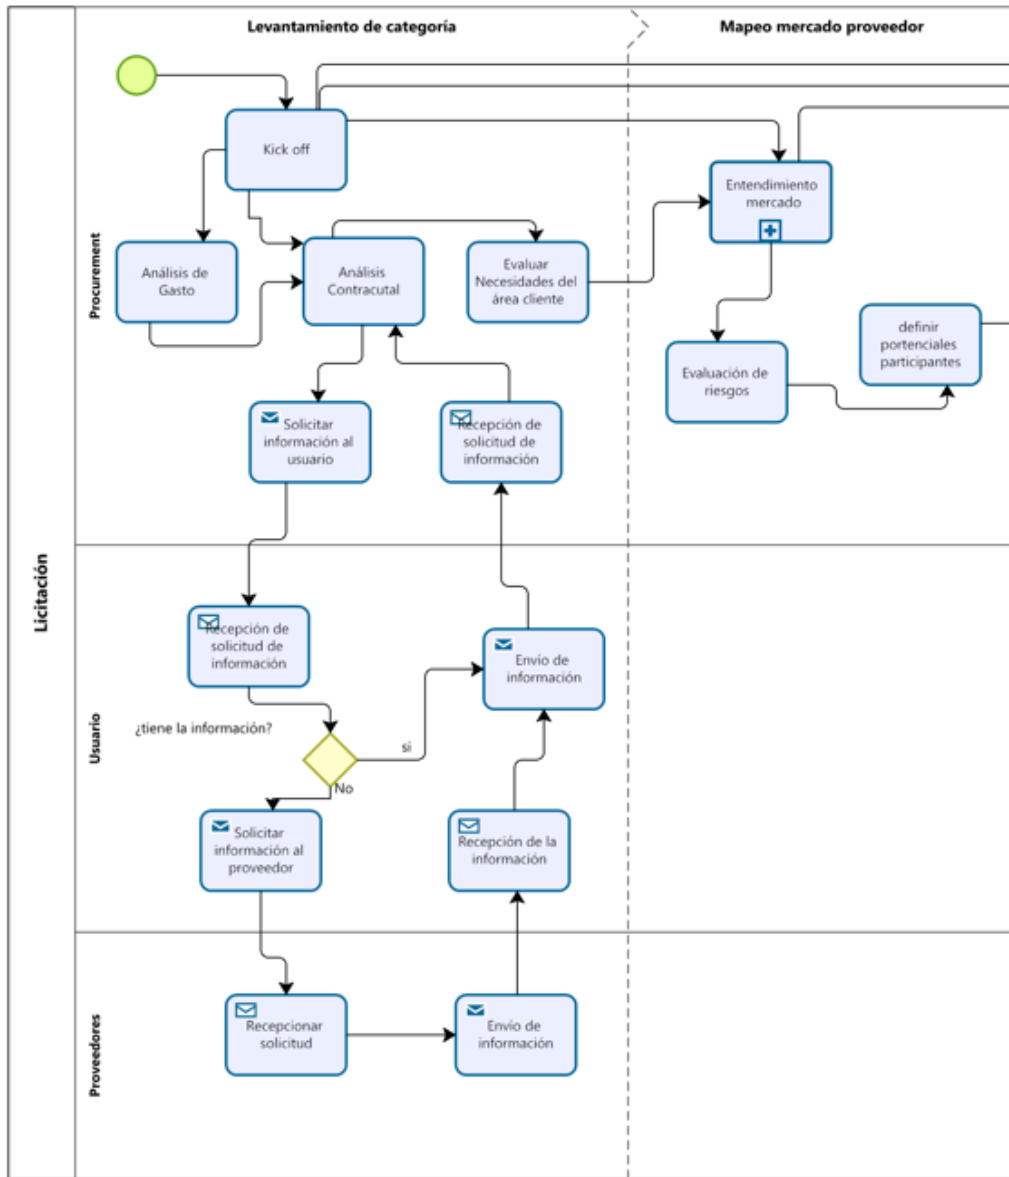 Levantamiento de categoría
Mapeo mercado proveedor
Licitación
Procurement
Kick off
Entendimiento
mercado
Análisis de
Gasto
Análisis
Contracutal
Evaluar
Necesidades del
área cliente
definir
portenciales
participantes
Evaluación de
riesgos
Solicitar
información al
usuario
Recepción de
solicitud de
información
Usuario
Recepción de
solicitud de
información
Envío de
información
¿tiene la información?
si
No
Solicitar
información al
proveedor
Recepción de la
información
Proveedores
Recepcionar
solicitud
Envío de
información